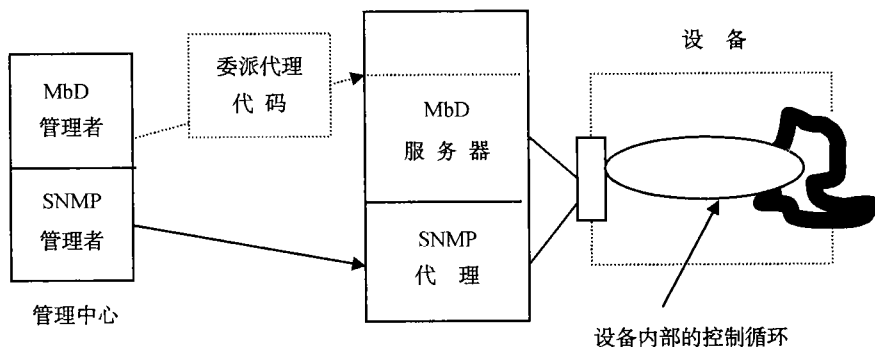 MbD
管理者
SNMP
管理者
管理中心
委派代理
代 码
MbD
服 务 器
SNMP
代 理
设 备
设备内部的控制循环